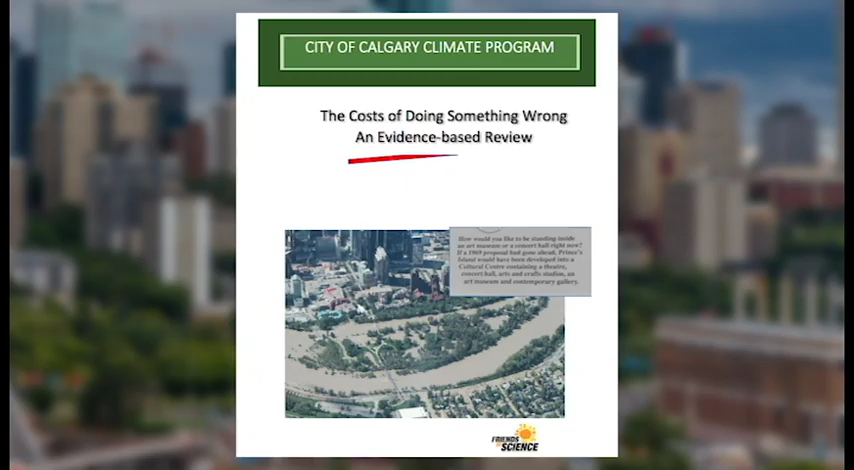 CITY OF CALGARY CLIMATE PROGRAM
The Costs of Doing Something Wrong
An Evidence-based Review
How would you like to be standing inside
an art museum or a concert hall right now?
If a 1969 proposal had gone ahead, Prince's
Island would have been developed into a
Cultural Centre containing a theatre,
concert hall, arts and crafts studios, an
art museum and contemporary gallery.
FRIENDS
OF SCIENCE